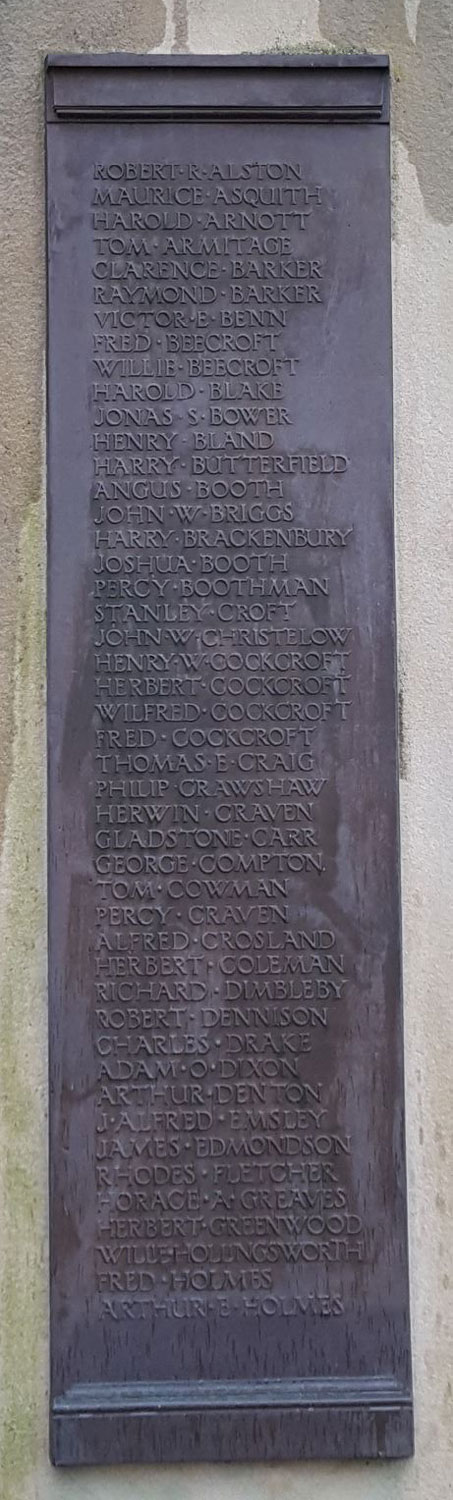 ROBERT·R·ALSTON
MAURICE·ASQUITH
HAROLD·ARNOTT
TOM·ARMITAGE
CLARENCE·BARKER
RAYMOND·BARKER
VICTOR·E·BENN
FRED·BEECROFT
WILLIE·BEECROFT
HAROLD·BLAKE
JONAS·S·BOWER
HENRY·BLAND
HARRY·BUTTERFIELD
ANGUS·BOOTH
JOHN·W·BRIGGS
HARRY·BRACKENBURY
JOSHUA·BOOTH
PERCY·BOOTHMAN
STANLEY·CROFT
JOHN·W·CHRISTELOW
HENRY·W·COCKCROFT
HERBERT·COCKCROFT
WILFRED·COCKCROFT
FRED·COCKCROFT
THOMAS·E·CRAIG
PHILIP·CRAWSHAW
HERWIN·CRAVEN
GLADSTONE·CARR
GEORGE·COMPTON
TOM·COWMAN
PERCY·CRAVEN
ALFRED·CROSLAND
HERBERT·COLEMAN
RICHARD·DIMBLEBY
ROBERT·DENNISON
CHARLES·DRAKE
ADAM·O·DIXON
ARTHUR·DENTON
J·ALFRED·EMSLEY
JAMES·EDMONDSON
RHODES·FLETCHER
HORACE·A·GREAVES
HERBERT·GREENWOOD
WILLIE·HOLLINGSWORTH
FRED·HOLMES
ARTHUR·E·HOLMES